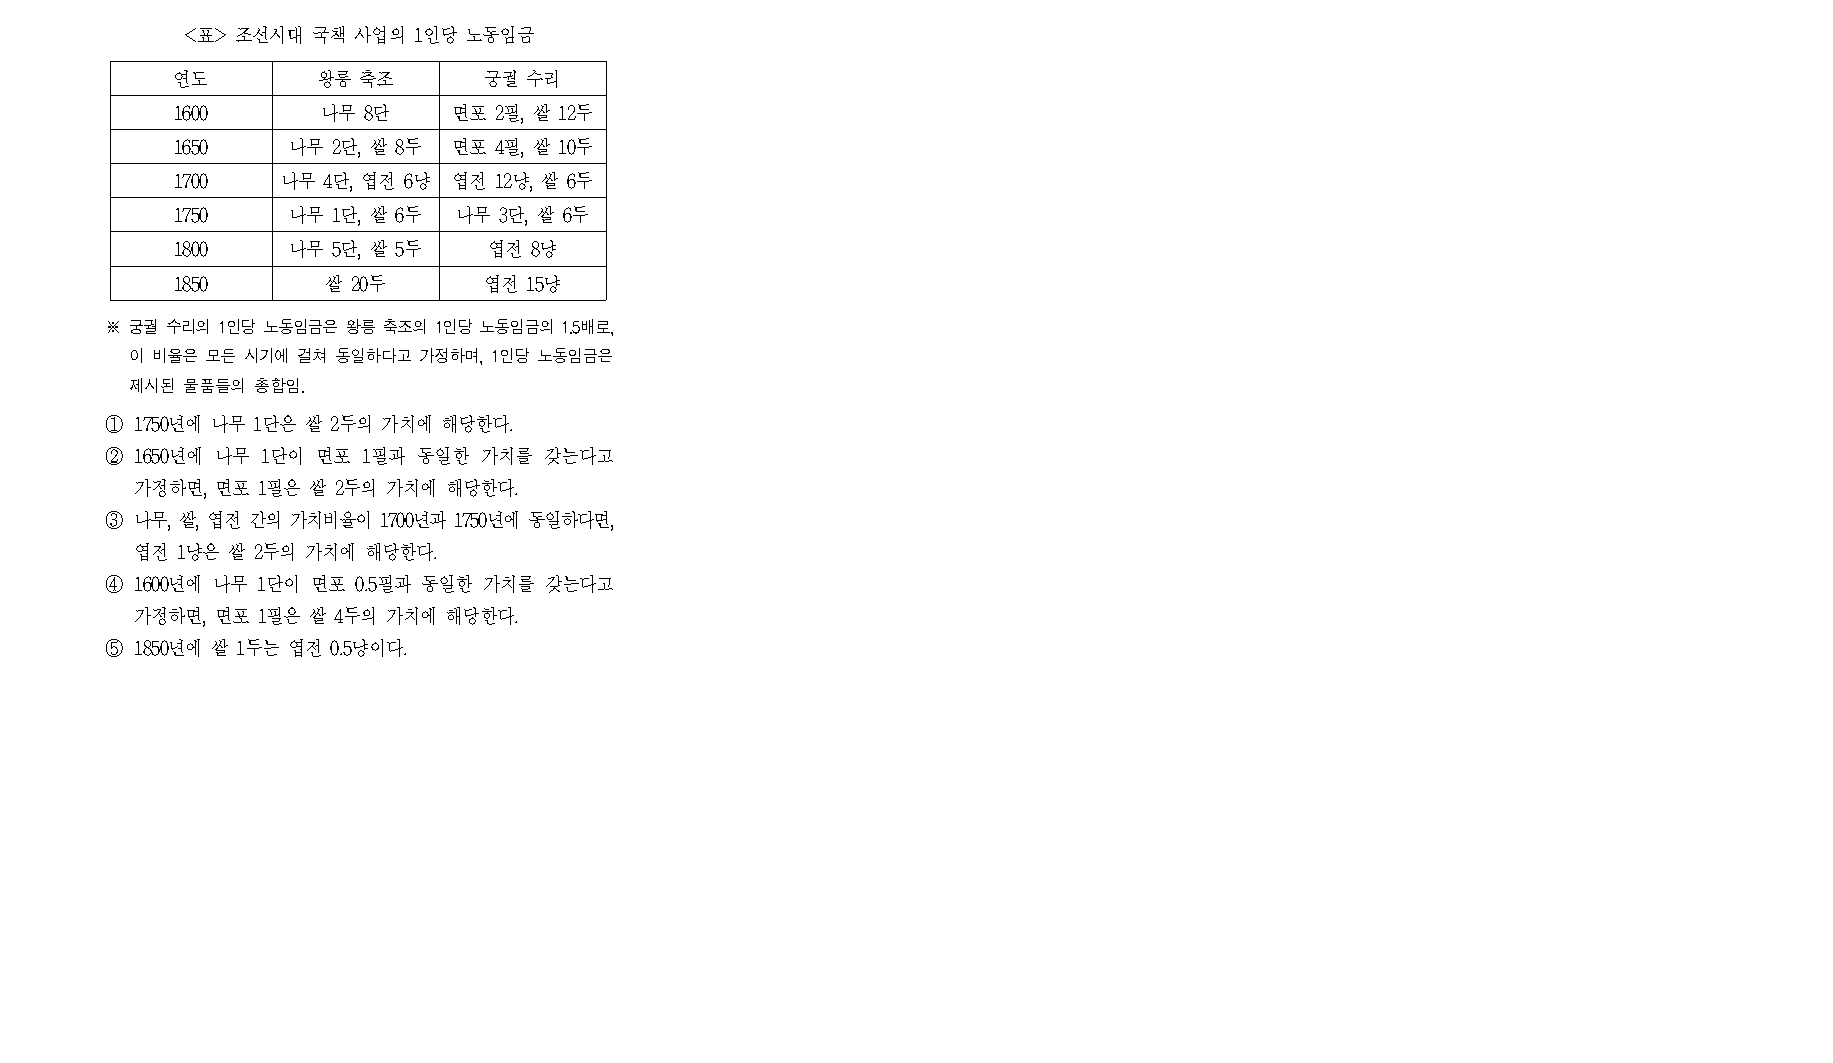 <표> 조선시대 국책 사업의 1인당 노동임금
연도 왕릉 축조 궁궐 수리
1600 나무 8단 면포 2필, 쌀 12두
1650 나무 2단, 쌀 8두 면포 4필, 쌀 10두
1700 나무 4단, 엽전 6냥 엽전 12냥, 쌀 6두
1750 나무 1단, 쌀 6두 나무 3단, 쌀 6두
1800 나무 5단, 쌀 5두 엽전 8냥
1850 쌀 20두 엽전 15냥
※ 궁궐 수리의 1인당 노동임금은 왕릉 축조의 1인당 노동임금의 1.5배로,
이 비율은 모든 시기에 걸쳐 동일하다고 가정하며, 1인당 노동임금은
제시된 물품들의 총합임.
① 1750년에 나무 1단은 쌀 2두의 가치에 해당한다.
② 1650년에 나무 1단이 면포 1필과 동일한 가치를 갖는다고
가정하면, 면포 1필은 쌀 2두의 가치에 해당한다.
③ 나무, 쌀, 엽전 간의 가치비율이 1700년과 1750년에 동일하다면,
엽전 1냥은 쌀 2두의 가치에 해당한다.
④ 1600년에 나무 1단이 면포 0.5필과 동일한 가치를 갖는다고
가정하면, 면포 1필은 쌀 4두의 가치에 해당한다.
⑤ 1850년에 쌀 1두는 엽전 0.5냥이다.